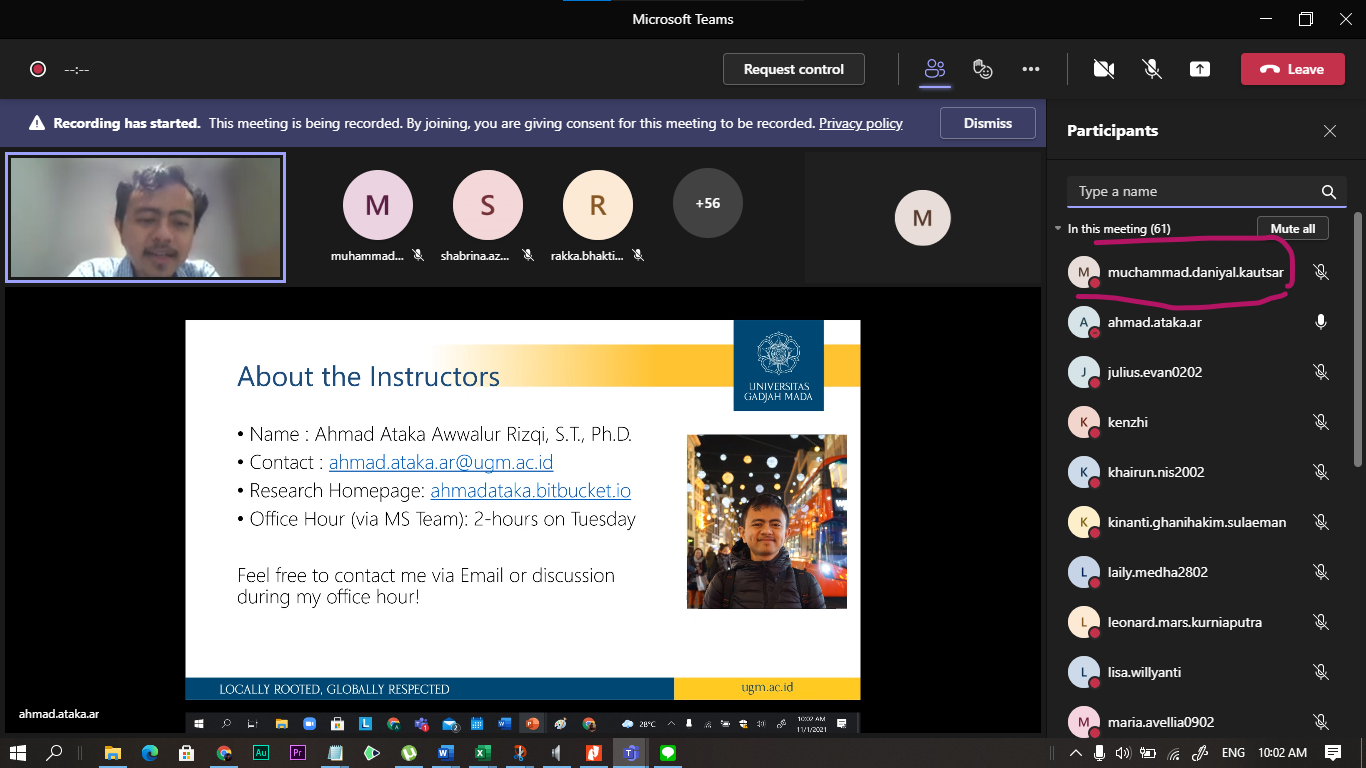 Microsoft Teams
--:--
Request control
Leave
Recording has started. This meeting is being recorded. By joining, you are giving consent for this meeting to be recorded. Privacy policy
Dismiss
M
S
R
+56
M
muhammad...
shabrina.az...
rakka.bhakti...
About the Instructors
UNIVERSITAS
GADJAH MADA
• Name : Ahmad Ataka Awwalur Rizqi, S.T., Ph.D.
• Contact : ahmad.ataka.ar@ugm.ac.id
• Research Homepage: ahmadataka.bitbucket.io
• Office Hour (via MS Team): 2-hours on Tuesday
Feel free to contact me via Email or discussion
during my office hour!
LOCALLY ROOTED, GLOBALLY RESPECTED
ugm.ac.id
ahmad.ataka.ar
28°C
10:02 AM
11/1/2021
Participants
Type a name
In this meeting (61)
Mute all
M muchammad.daniyal.kautsar
A ahmad.ataka.ar
J julius.evan0202
K kenzhi
K khairun.nis2002
K kinanti.ghanihakim.sulaeman
L laily.medha2802
L leonard.mars.kurniaputra
L lisa.willyanti
M maria.avellia0902
Au
Pr
ENG
10:02 AM